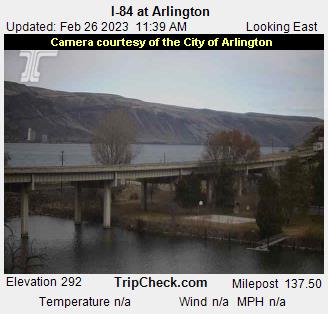 I-84 at Arlington
Updated: Feb 26 2023 11:39 AM Looking East
Camera courtesy of the City of Arlington
Elevation 292 TripCheck.com Milepost 137.50
Temperature n/a Wind n/a MPH n/a